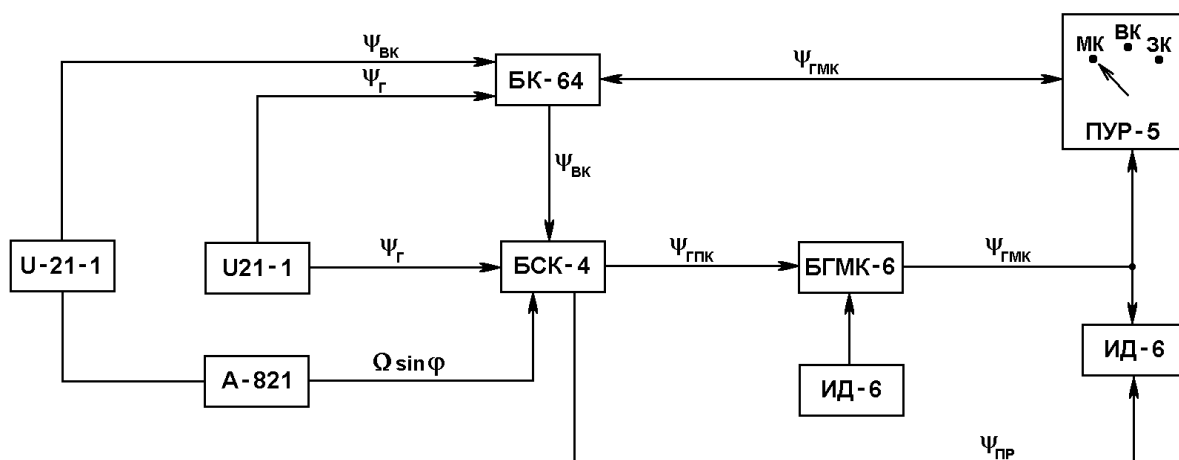 ΨВК
ΨГ
БК-64
ΨГМК
МК
ВК
ЗК
ПУР-5
ΨВК
U-21-1
U21-1
ΨГ
БСК-4
ΨГПК
БГМК-6
ΨГМК
А-821
Ω sin φ
ИД-6
ИД-6
ΨПР